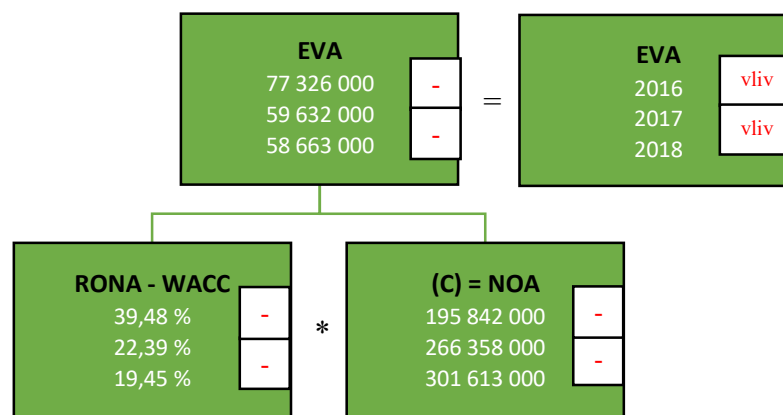 EVA
77 326 000
59 632 000
58 663 000
-
-
=
EVA
2016
2017
2018
vliv
vliv
RONA - WACC
39,48 %
22,39 %
19,45 %
-
-
*
(C) = NOA
195 842 000
266 358 000
301 613 000
-
-